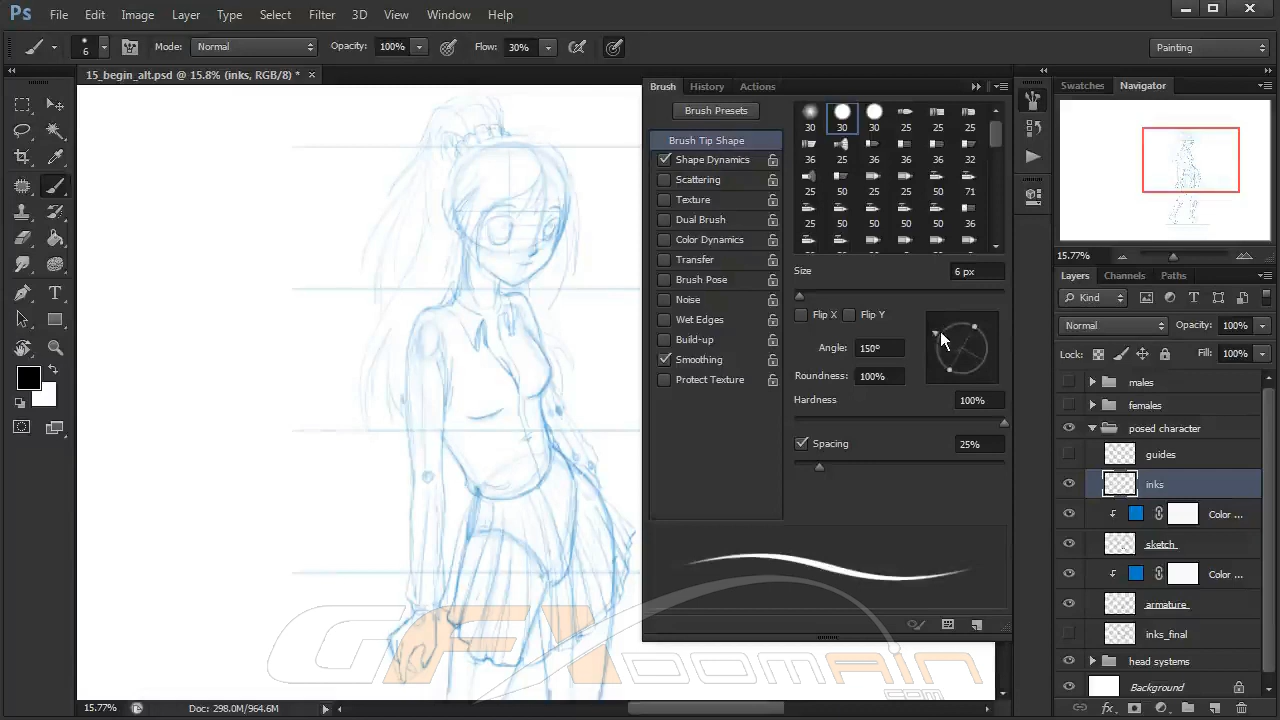 Ps File Edit Image Layer Type Select Filter 3D View Window Help
6 Mode: Normal Opacity: 100% Flow: 30% Painting
15_begin_alt.psd @ 15.8% (inks, RGB/8) *
Brush History Actions
Brush Presets
Brush Tip Shape
Shape Dynamics
Scattering
Texture
Dual Brush
Color Dynamics
Transfer
Brush Pose
Noise
Wet Edges
Build-up
Smoothing
Protect Texture
30 30 30 25 25 25
36 25 36 36 36 32
25 50 25 25 50 71
25 50 50 50 50 36
Size 6 px
Flip X Flip Y
Angle: 150º
Roundness: 100%
Hardness 100%
Spacing 25%
Swatches Navigator
15.77%
Layers Channels Paths
Kind
Normal Opacity: 100%
Lock: Fill: 100%
males
females
posed character
guides
inks
Color ...
sketch
Color ...
armature
inks_final
head systems
Background
GFXDOMAIN
.COM
15.77% Doc: 298.0M/964.6M